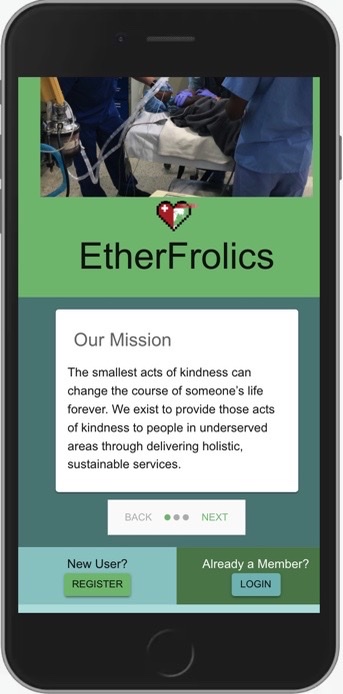 EtherFrolics
Our Mission
The smallest acts of kindness can
change the course of someone's life
forever. We exist to provide those acts
of kindness to people in underserved
areas through delivering holistic,
sustainable services.
BACK NEXT
New User? Already a Member?
REGISTER LOGIN